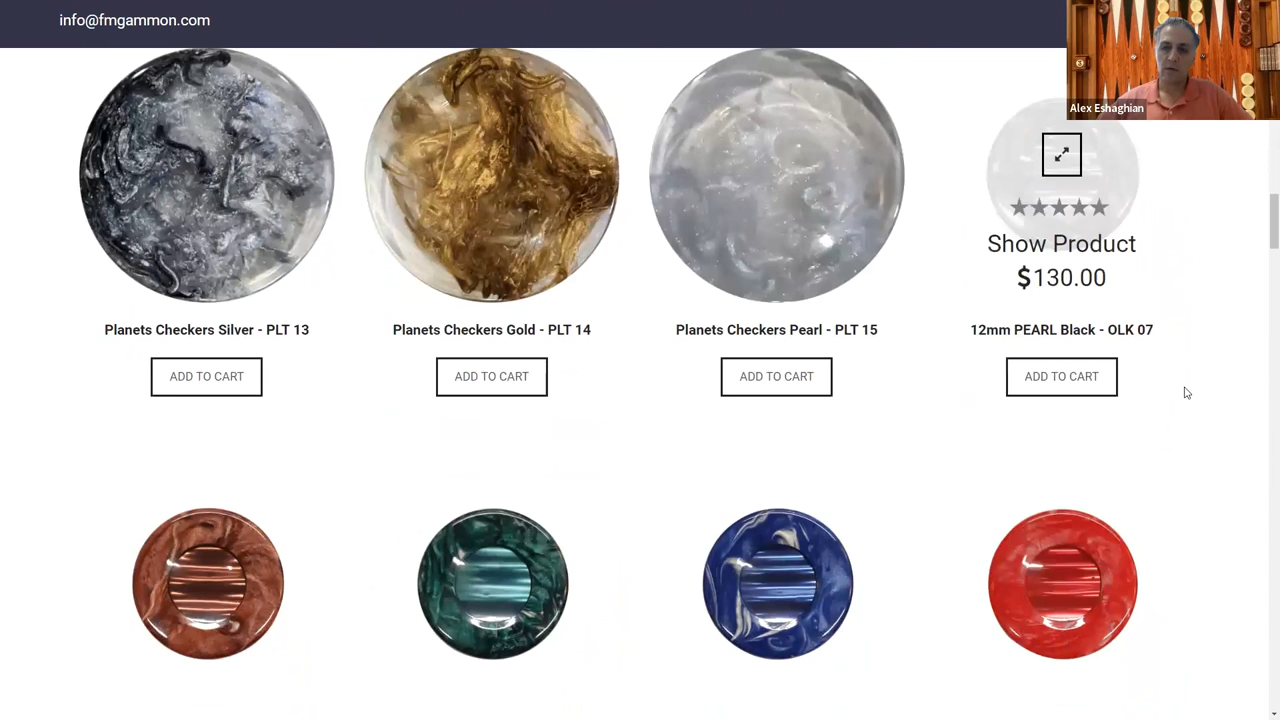 info@fmgammon.com
Alex Eshaghian
Show Product
$130.00
Planets Checkers Silver - PLT 13
Planets Checkers Gold - PLT 14
Planets Checkers Pearl - PLT 15
12mm PEARL Black - OLK 07
ADD TO CART
ADD TO CART
ADD TO CART
ADD TO CART